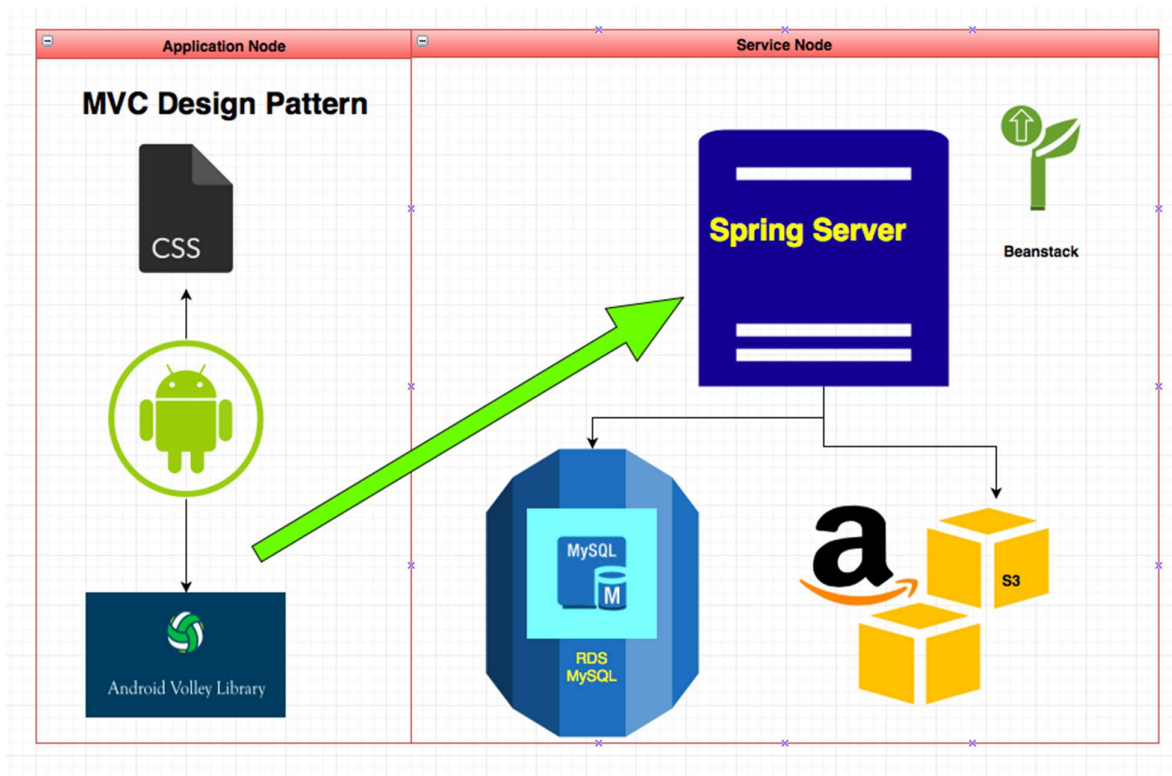 Application Node
Service Node
MVC Design Pattern
CSS
Spring Server
Beanstack
MySQL
M
RDS
MySQL
a
S3
Android Volley Library